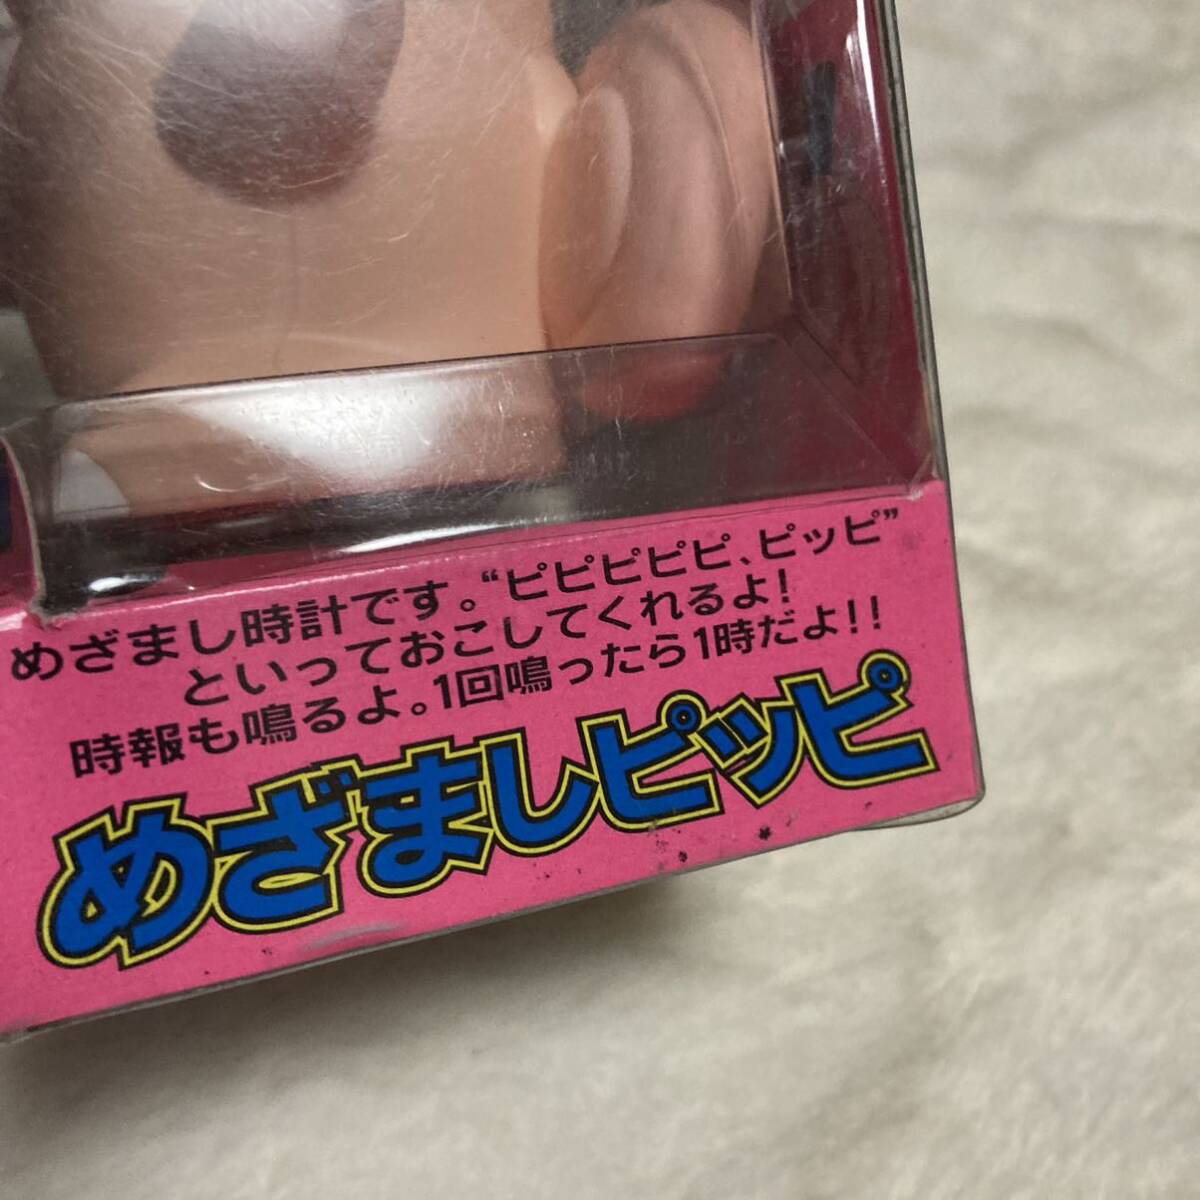 めざまし時計です。“ピピピピピ、ピッピ”
といっておこしてくれるよ!
時報も鳴るよ。1回鳴ったら1時だよ!!
めざましピッピ